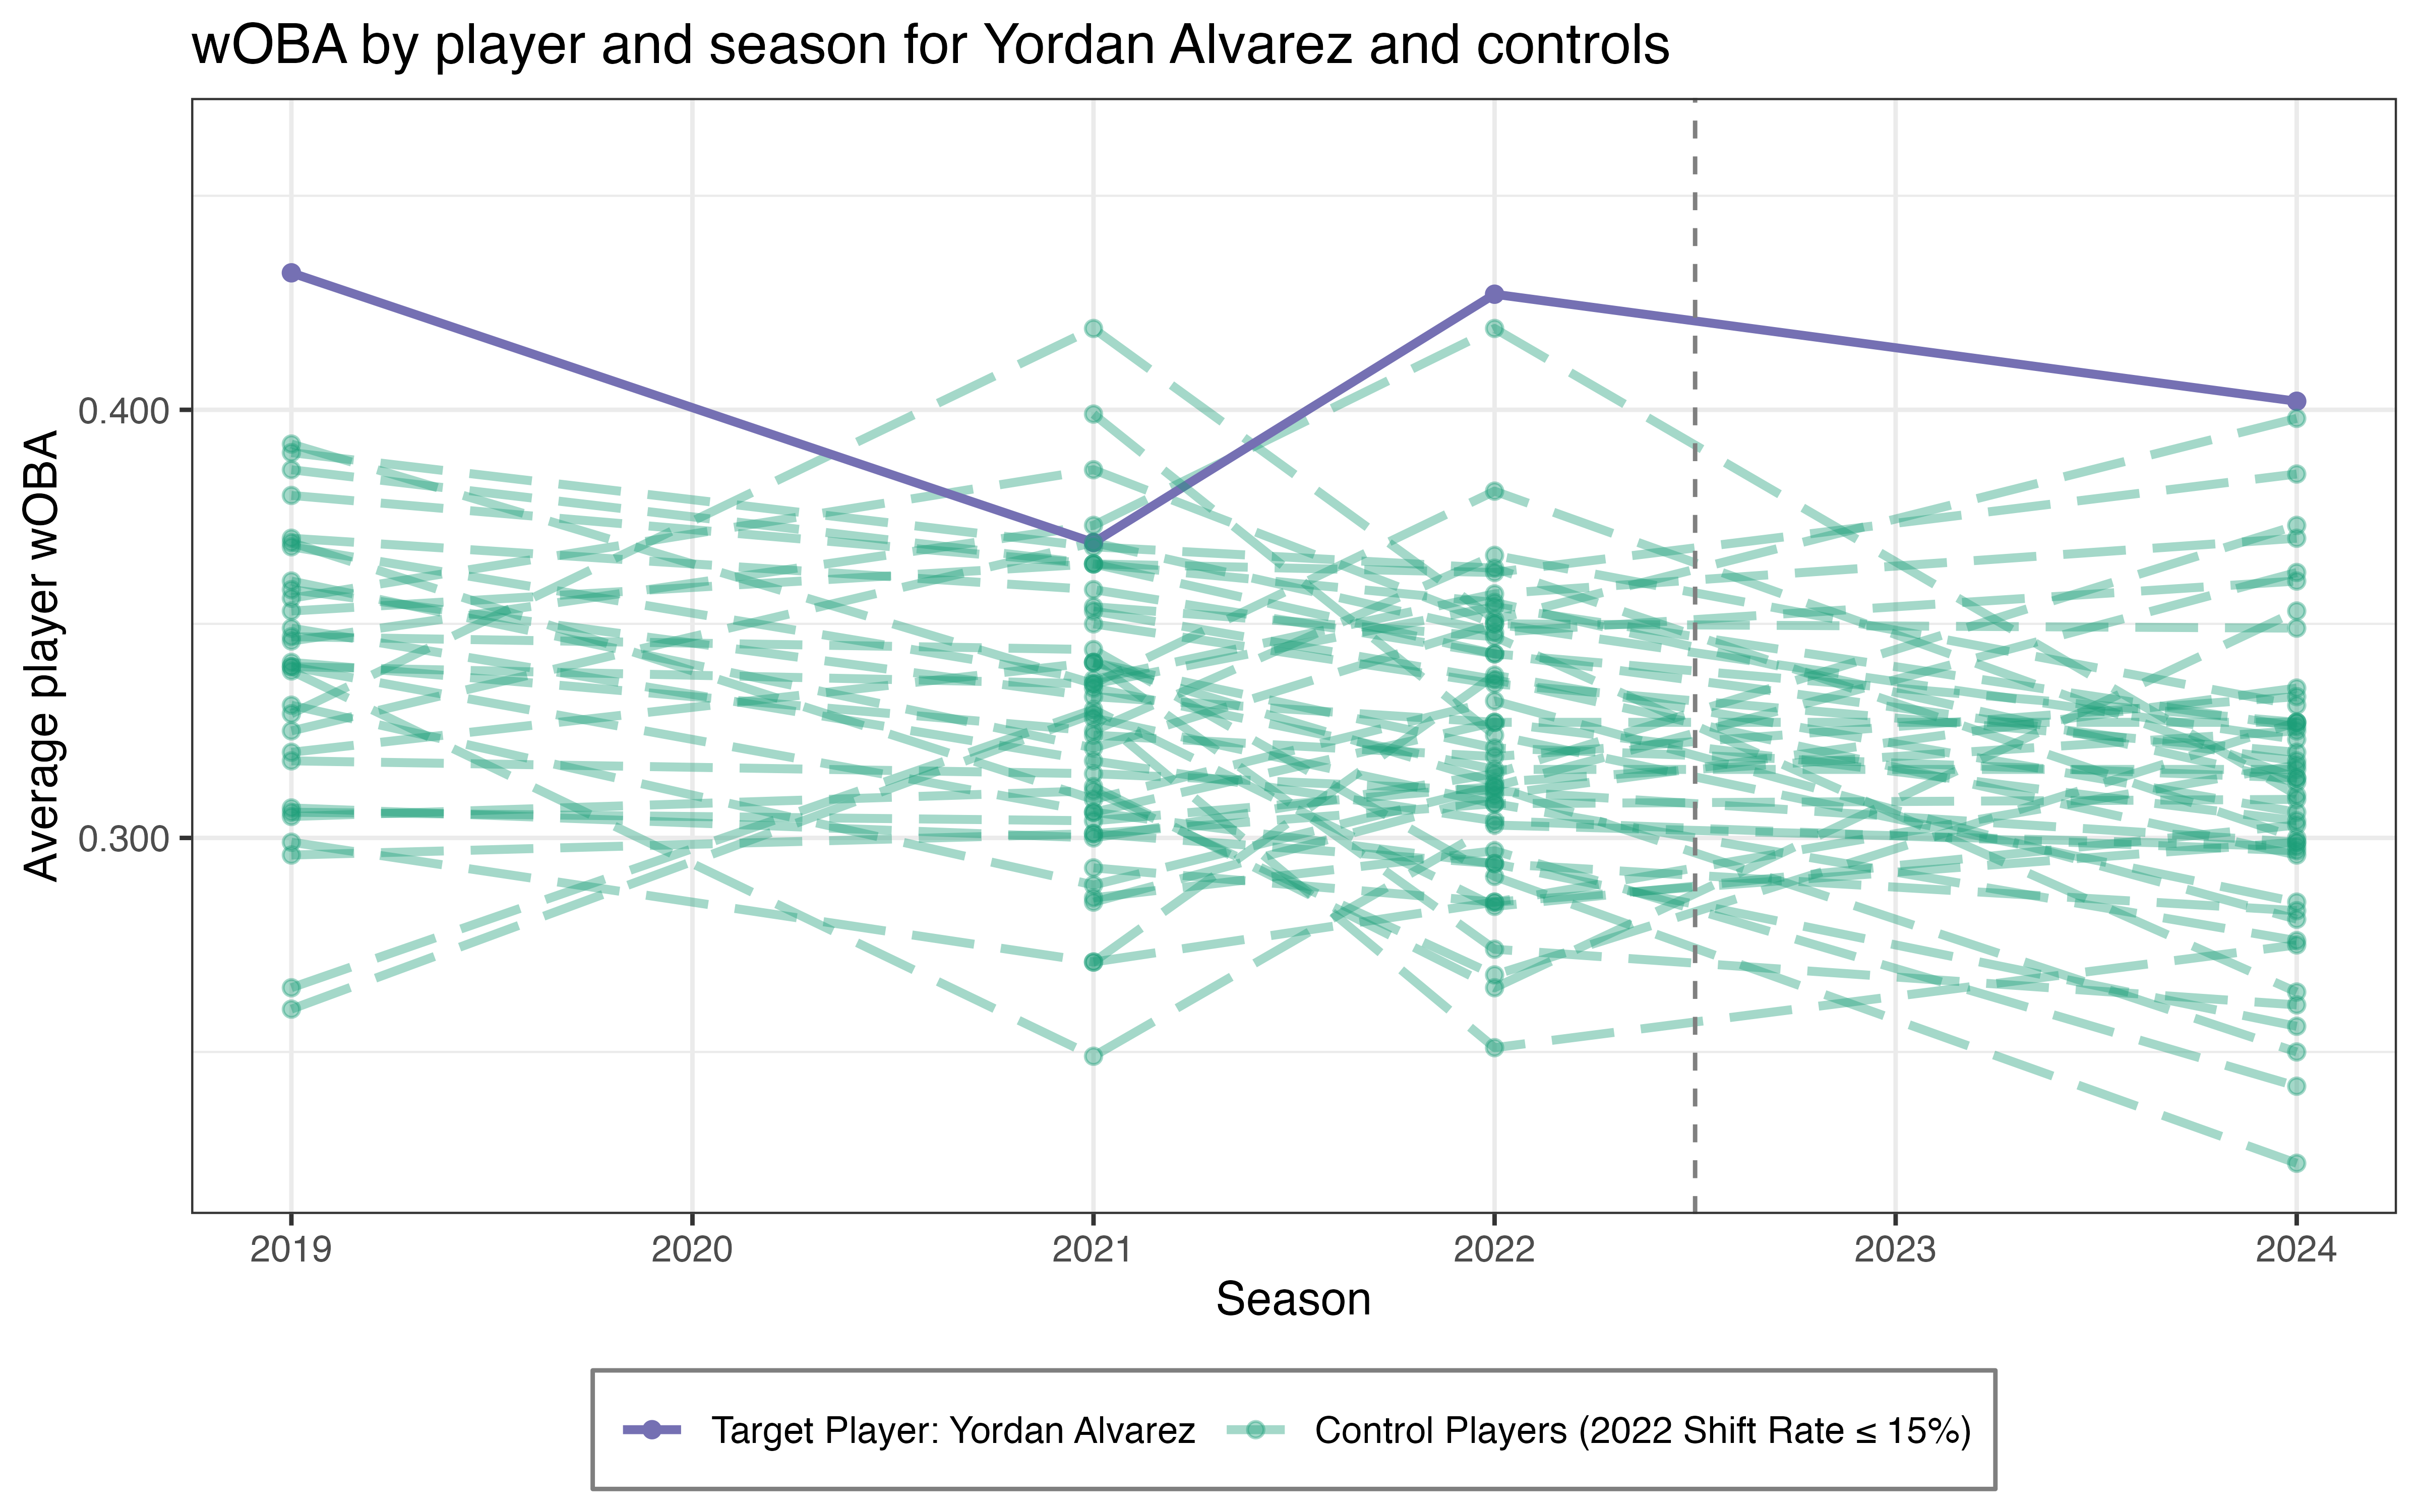 wOBA by player and season for Yordan Alvarez and controls
Average player wOBA
0.400
0.300
2019 2020 2021 2022 2023 2024
Season
Target Player: Yordan Alvarez Control Players (2022 Shift Rate ≤ 15%)